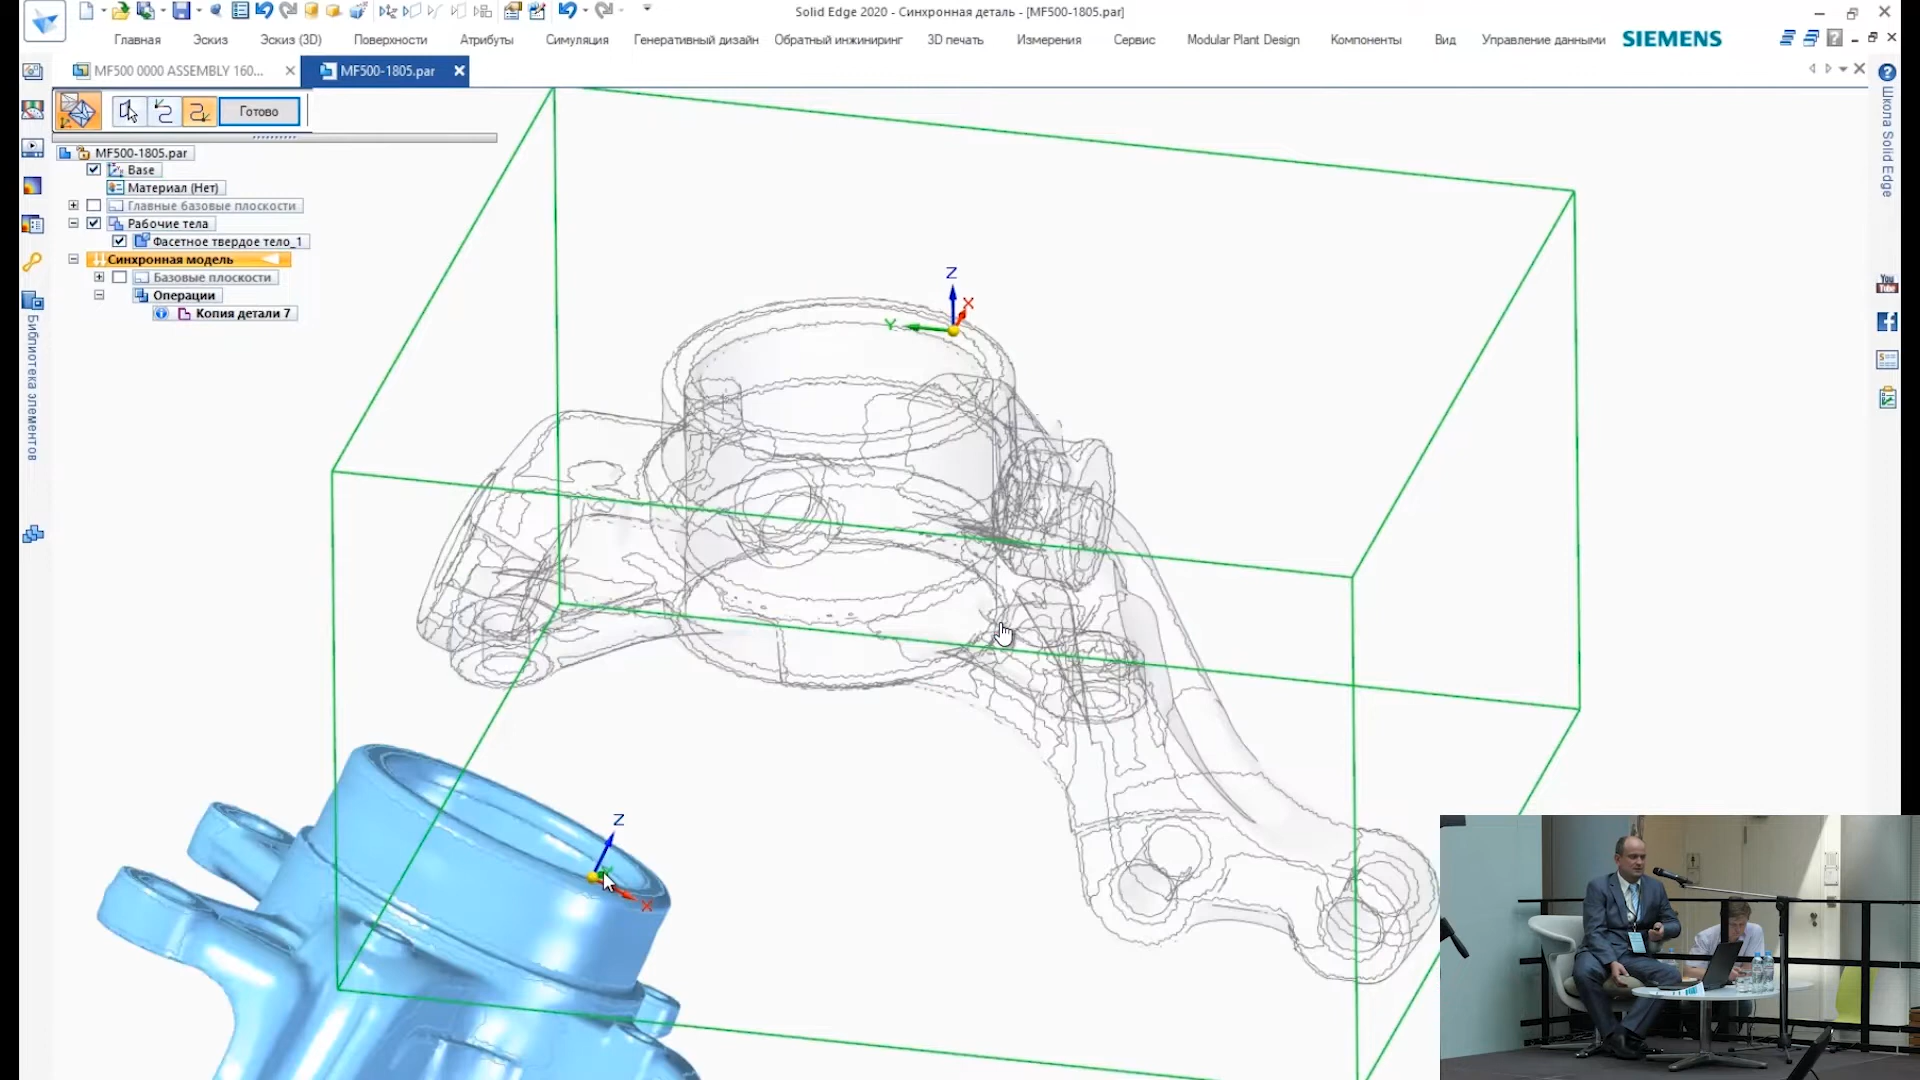 Solid Edge 2020 - Синхронная деталь - [MF500-1805.par]
Главная Эскиз Эскиз (3D) Поверхности Атрибуты Симуляция Генеративный дизайн Обратный инжиниринг 3D печать Измерения Сервис Modular Plant Design Компоненты Вид Управление данными SIEMENS
MF500 0000 ASSEMBLY 160... MF500-1805.par
Готово
MF500-1805.par
Base
Материал (Нет)
Главные базовые плоскости
Рабочие тела
Фасетное твердое тело_1
Синхронная модель
Базовые плоскости
Операции
Копия детали 7
Библиотека элементов
Школа Solid Edge
You Tube
Z
X
Y
Z
X